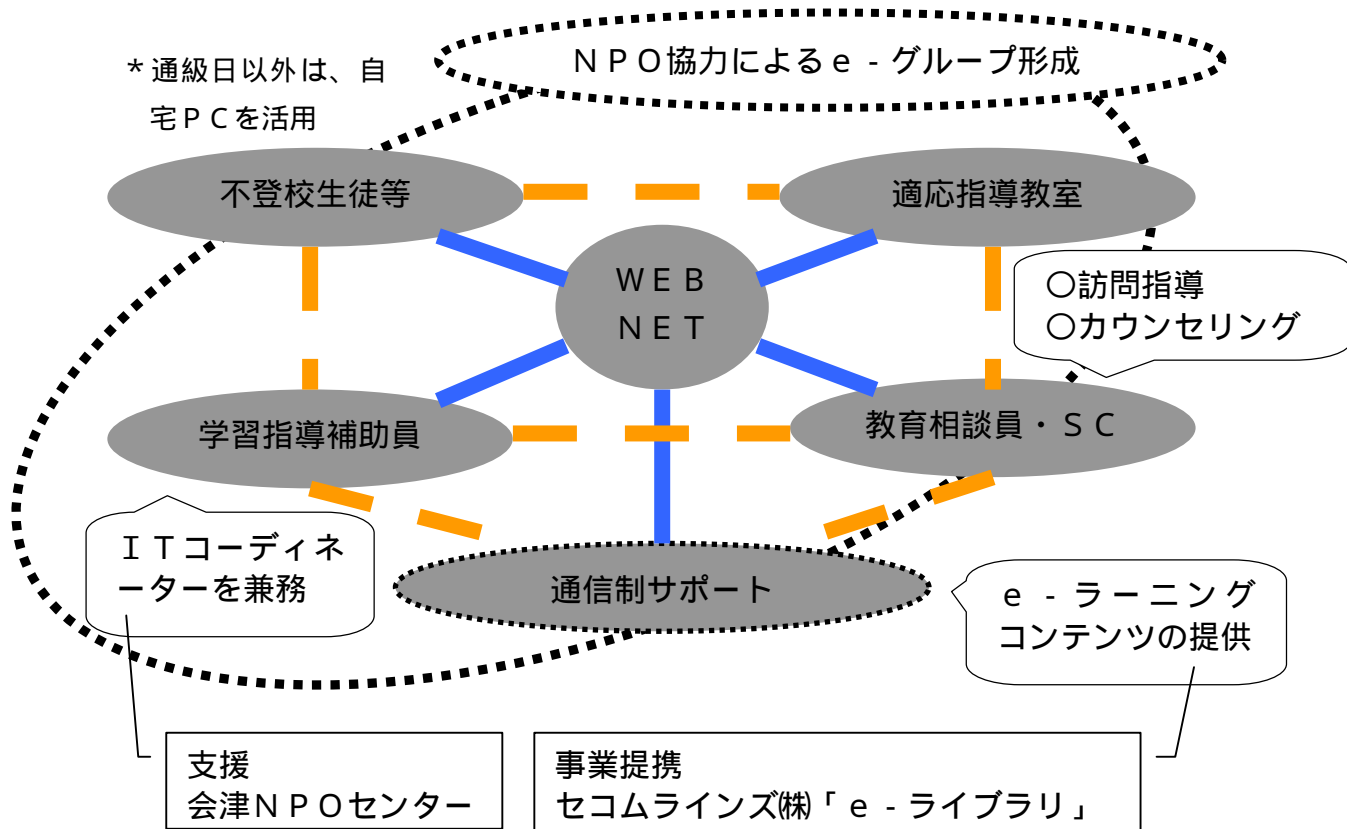 ＮＰＯ協力によるｅ‐グループ形成
＊通級日以外は、自
宅ＰＣを活用
不登校生徒等
適応指導教室
ＷＥＢ
ＮＥＴ
○訪問指導
○カウンセリング
学習指導補助員
教育相談員・ＳＣ
ＩＴコーディネ
ーターを兼務
通信制サポート
ｅ‐ラーニング
コンテンツの提供
支援
会津ＮＰＯセンター
事業提携
セコムラインズ㈱「ｅ‐ライブラリ」